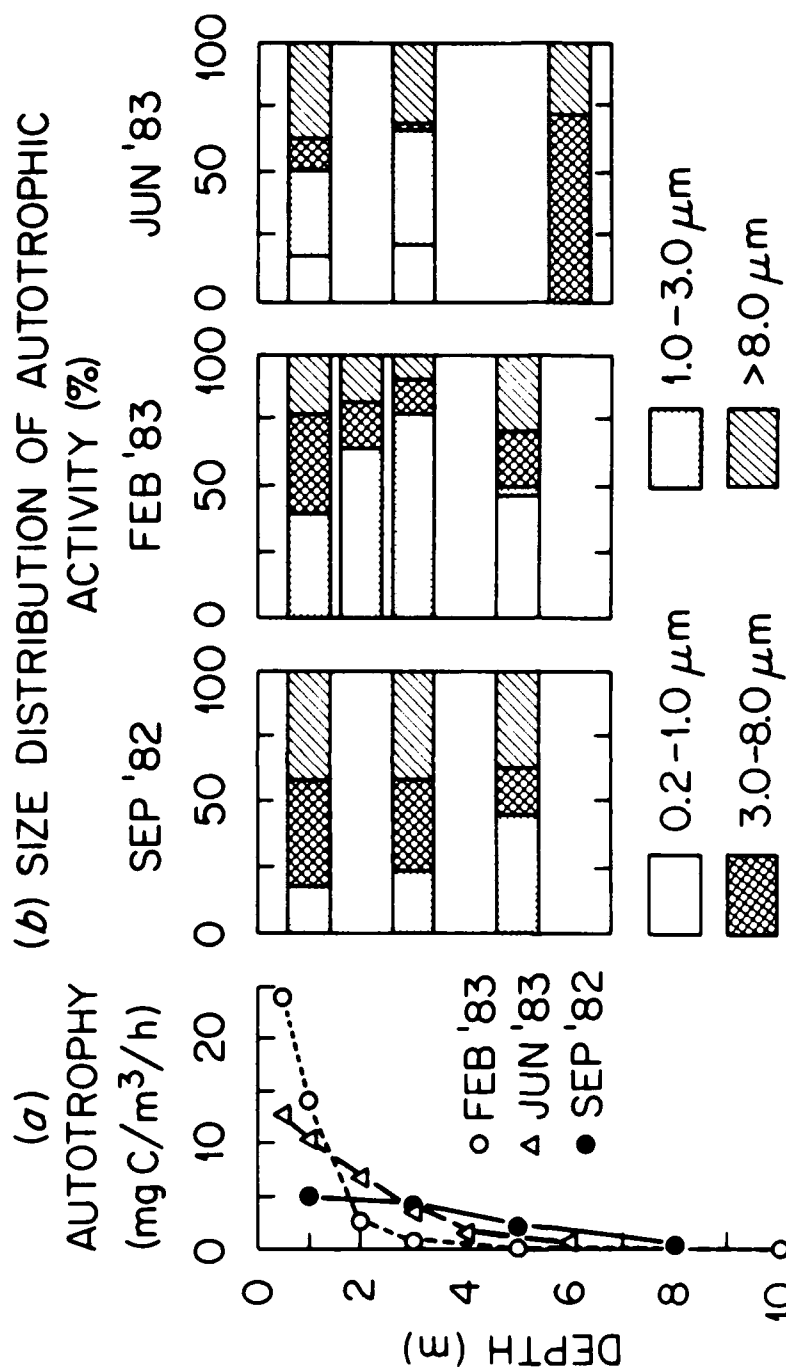 (a)
AUTOTROPHY
(mg C/m³/h)
0 10 20
DEPTH (m)
0
2
4
6
8
10
FEB '83
JUN '83
SEP '82
(b) SIZE DISTRIBUTION OF AUTOTROPHIC
ACTIVITY (%)
SEP '82 FEB '83 JUN '83
0 50 100 0 50 100 0 50 100
0.2-1.0 μm 1.0-3.0 μm
3.0-8.0 μm >8.0 μm